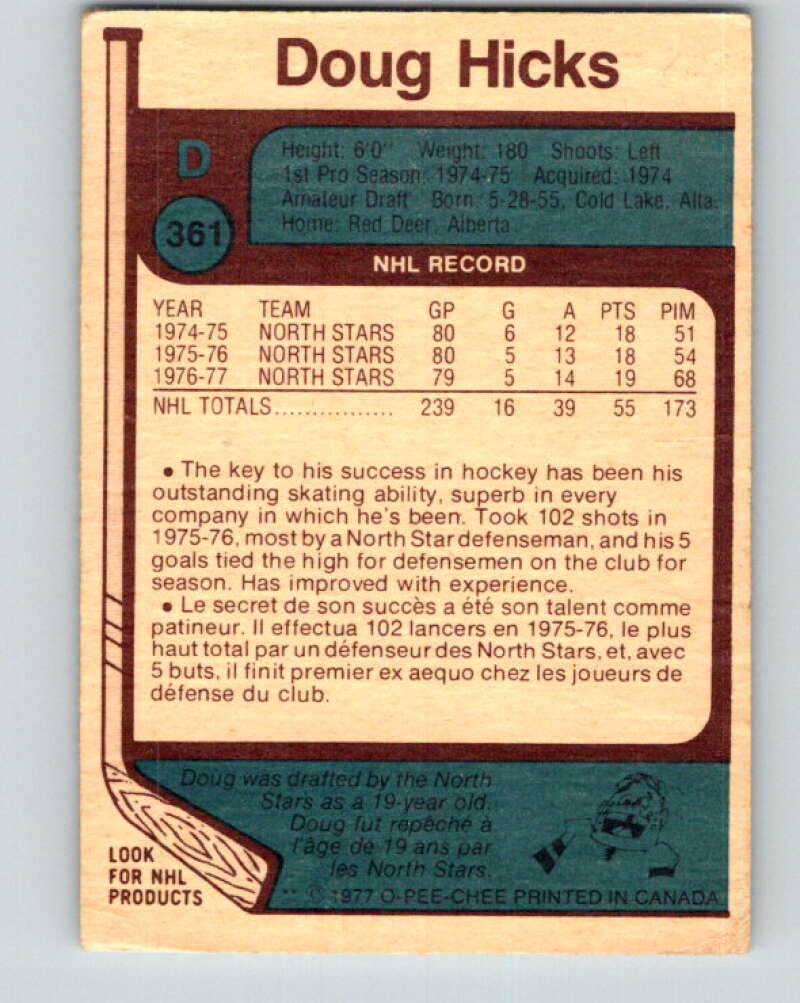 Doug Hicks
D
Height: 6'0" Weight: 180 Shoots: Left
1st Pro Season: 1974-75 Acquired: 1974
Amateur Draft Born: 5-28-55, Cold Lake, Alta.
Home: Red Deer, Alberta
361
NHL RECORD
YEAR TEAM GP G A PTS PIM
1974-75 NORTH STARS 80 6 12 18 51
1975-76 NORTH STARS 80 5 13 18 54
1976-77 NORTH STARS 79 5 14 19 68
NHL TOTALS................ 239 16 39 55 173
• The key to his success in hockey has been his
outstanding skating ability, superb in every
company in which he's been. Took 102 shots in
1975-76, most by a North Star defenseman, and his 5
goals tied the high for defensemen on the club for
season. Has improved with experience.
• Le secret de son succès a été son talent comme
patineur. Il effectua 102 lancers en 1975-76, le plus
haut total par un défenseur des North Stars, et, avec
5 buts, il finit premier ex aequo chez les joueurs de
défense du club.
Doug was drafted by the North
Stars as a 19-year old.
Doug fut repêché à
l'âge de 19 ans par
les North Stars.
LOOK
FOR NHL
PRODUCTS
** © 1977 O-PEE-CHEE PRINTED IN CANADA